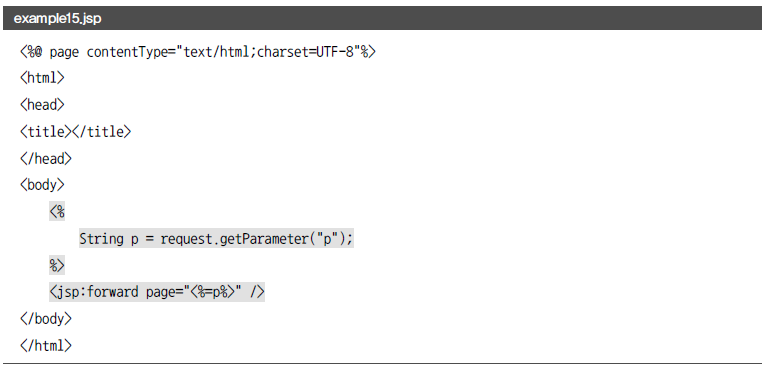 example15.jsp
<%@ page contentType="text/html;charset=UTF-8"%>
<html>
<head>
<title></title>
</head>
<body>
<%
String p = request.getParameter("p");
%>
<jsp:forward page="<%=p%>" />
</body>
</html>